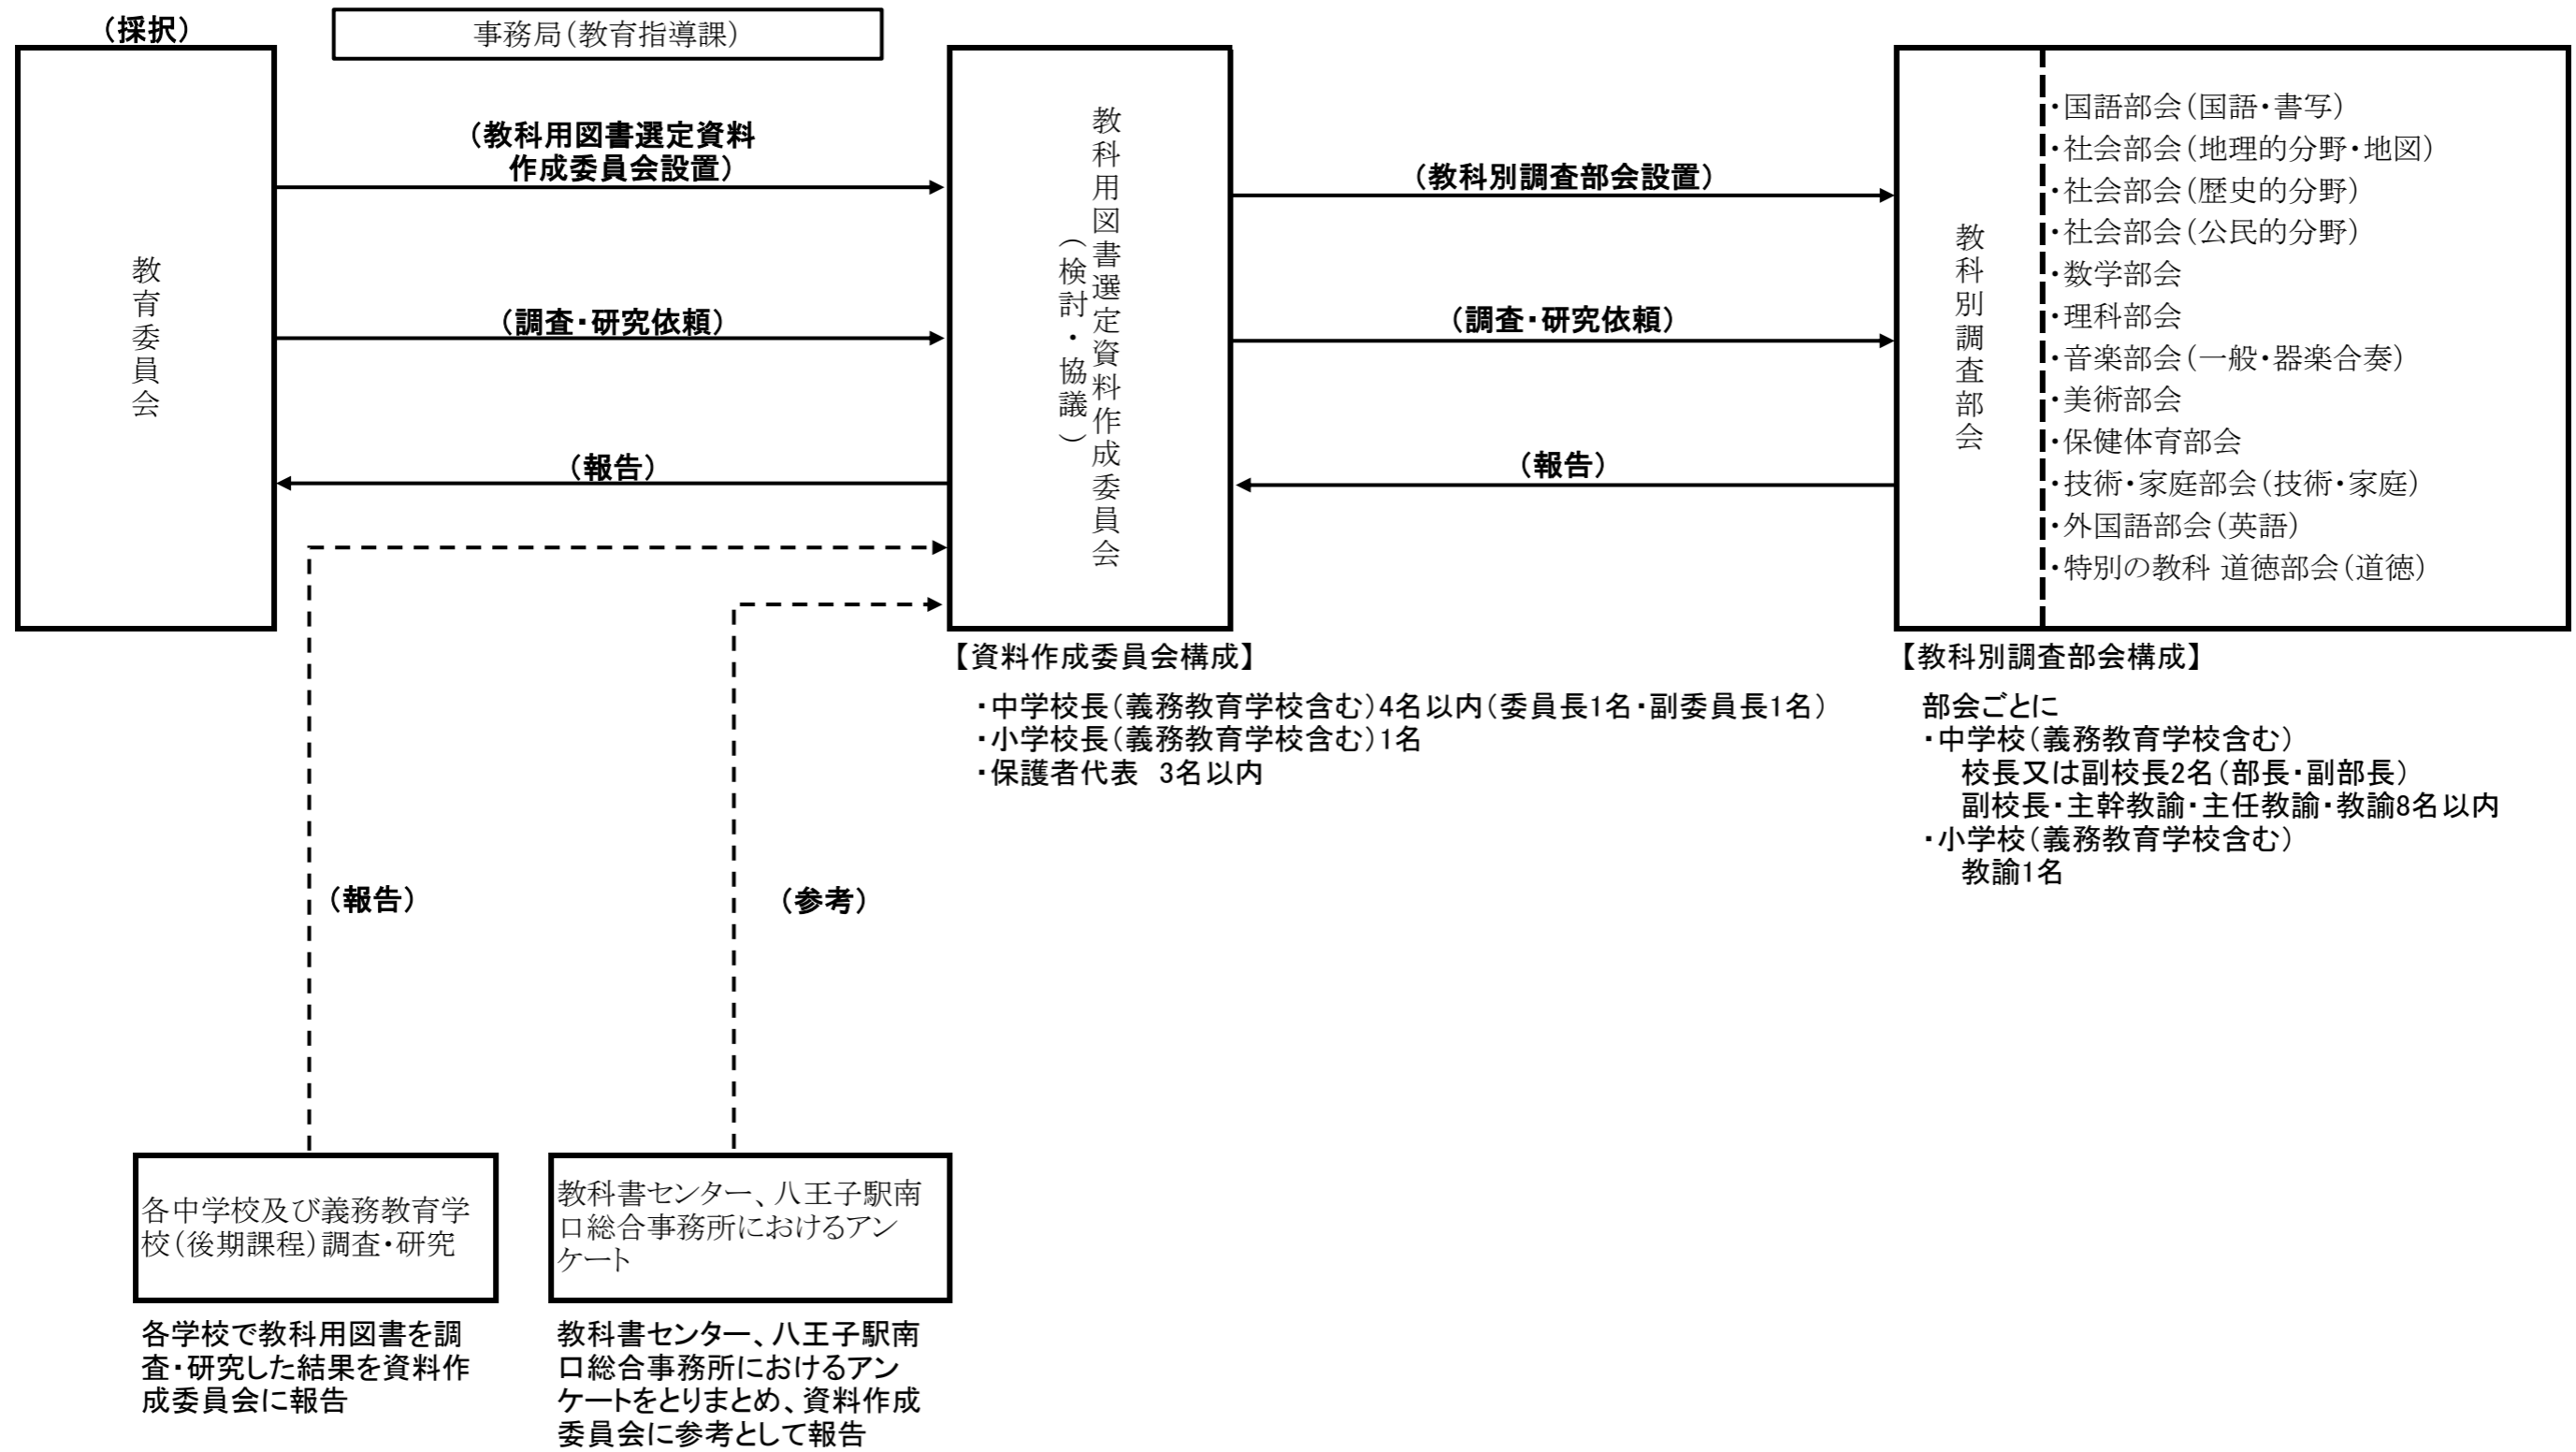 （採択）
事務局（教育指導課）
教育委員会
（教科用図書選定資料
作成委員会設置）
（調査・研究依頼）
（報告）
教科用図書選定資料作成委員会
（検討・協議）
（教科別調査部会設置）
（調査・研究依頼）
（報告）
教科別調査部会
・国語部会（国語・書写）
・社会部会（地理的分野・地図）
・社会部会（歴史的分野）
・社会部会（公民的分野）
・数学部会
・理科部会
・音楽部会（一般・器楽合奏）
・美術部会
・保健体育部会
・技術・家庭部会（技術・家庭）
・外国語部会（英語）
・特別の教科 道徳部会（道徳）
【資料作成委員会構成】
・中学校長（義務教育学校含む）4名以内（委員長1名・副委員長1名）
・小学校長（義務教育学校含む）1名
・保護者代表　3名以内
【教科別調査部会構成】
部会ごとに
・中学校（義務教育学校含む）
校長又は副校長2名（部長・副部長）
副校長・主幹教諭・主任教諭・教諭8名以内
・小学校（義務教育学校含む）
教諭1名
（報告）
（参考）
各中学校及び義務教育学
校（後期課程）調査・研究
教科書センター、八王子駅南
口総合事務所におけるアン
ケート
各学校で教科用図書を調
査・研究した結果を資料作
成委員会に報告
教科書センター、八王子駅南
口総合事務所におけるアン
ケートをとりまとめ、資料作成
委員会に参考として報告